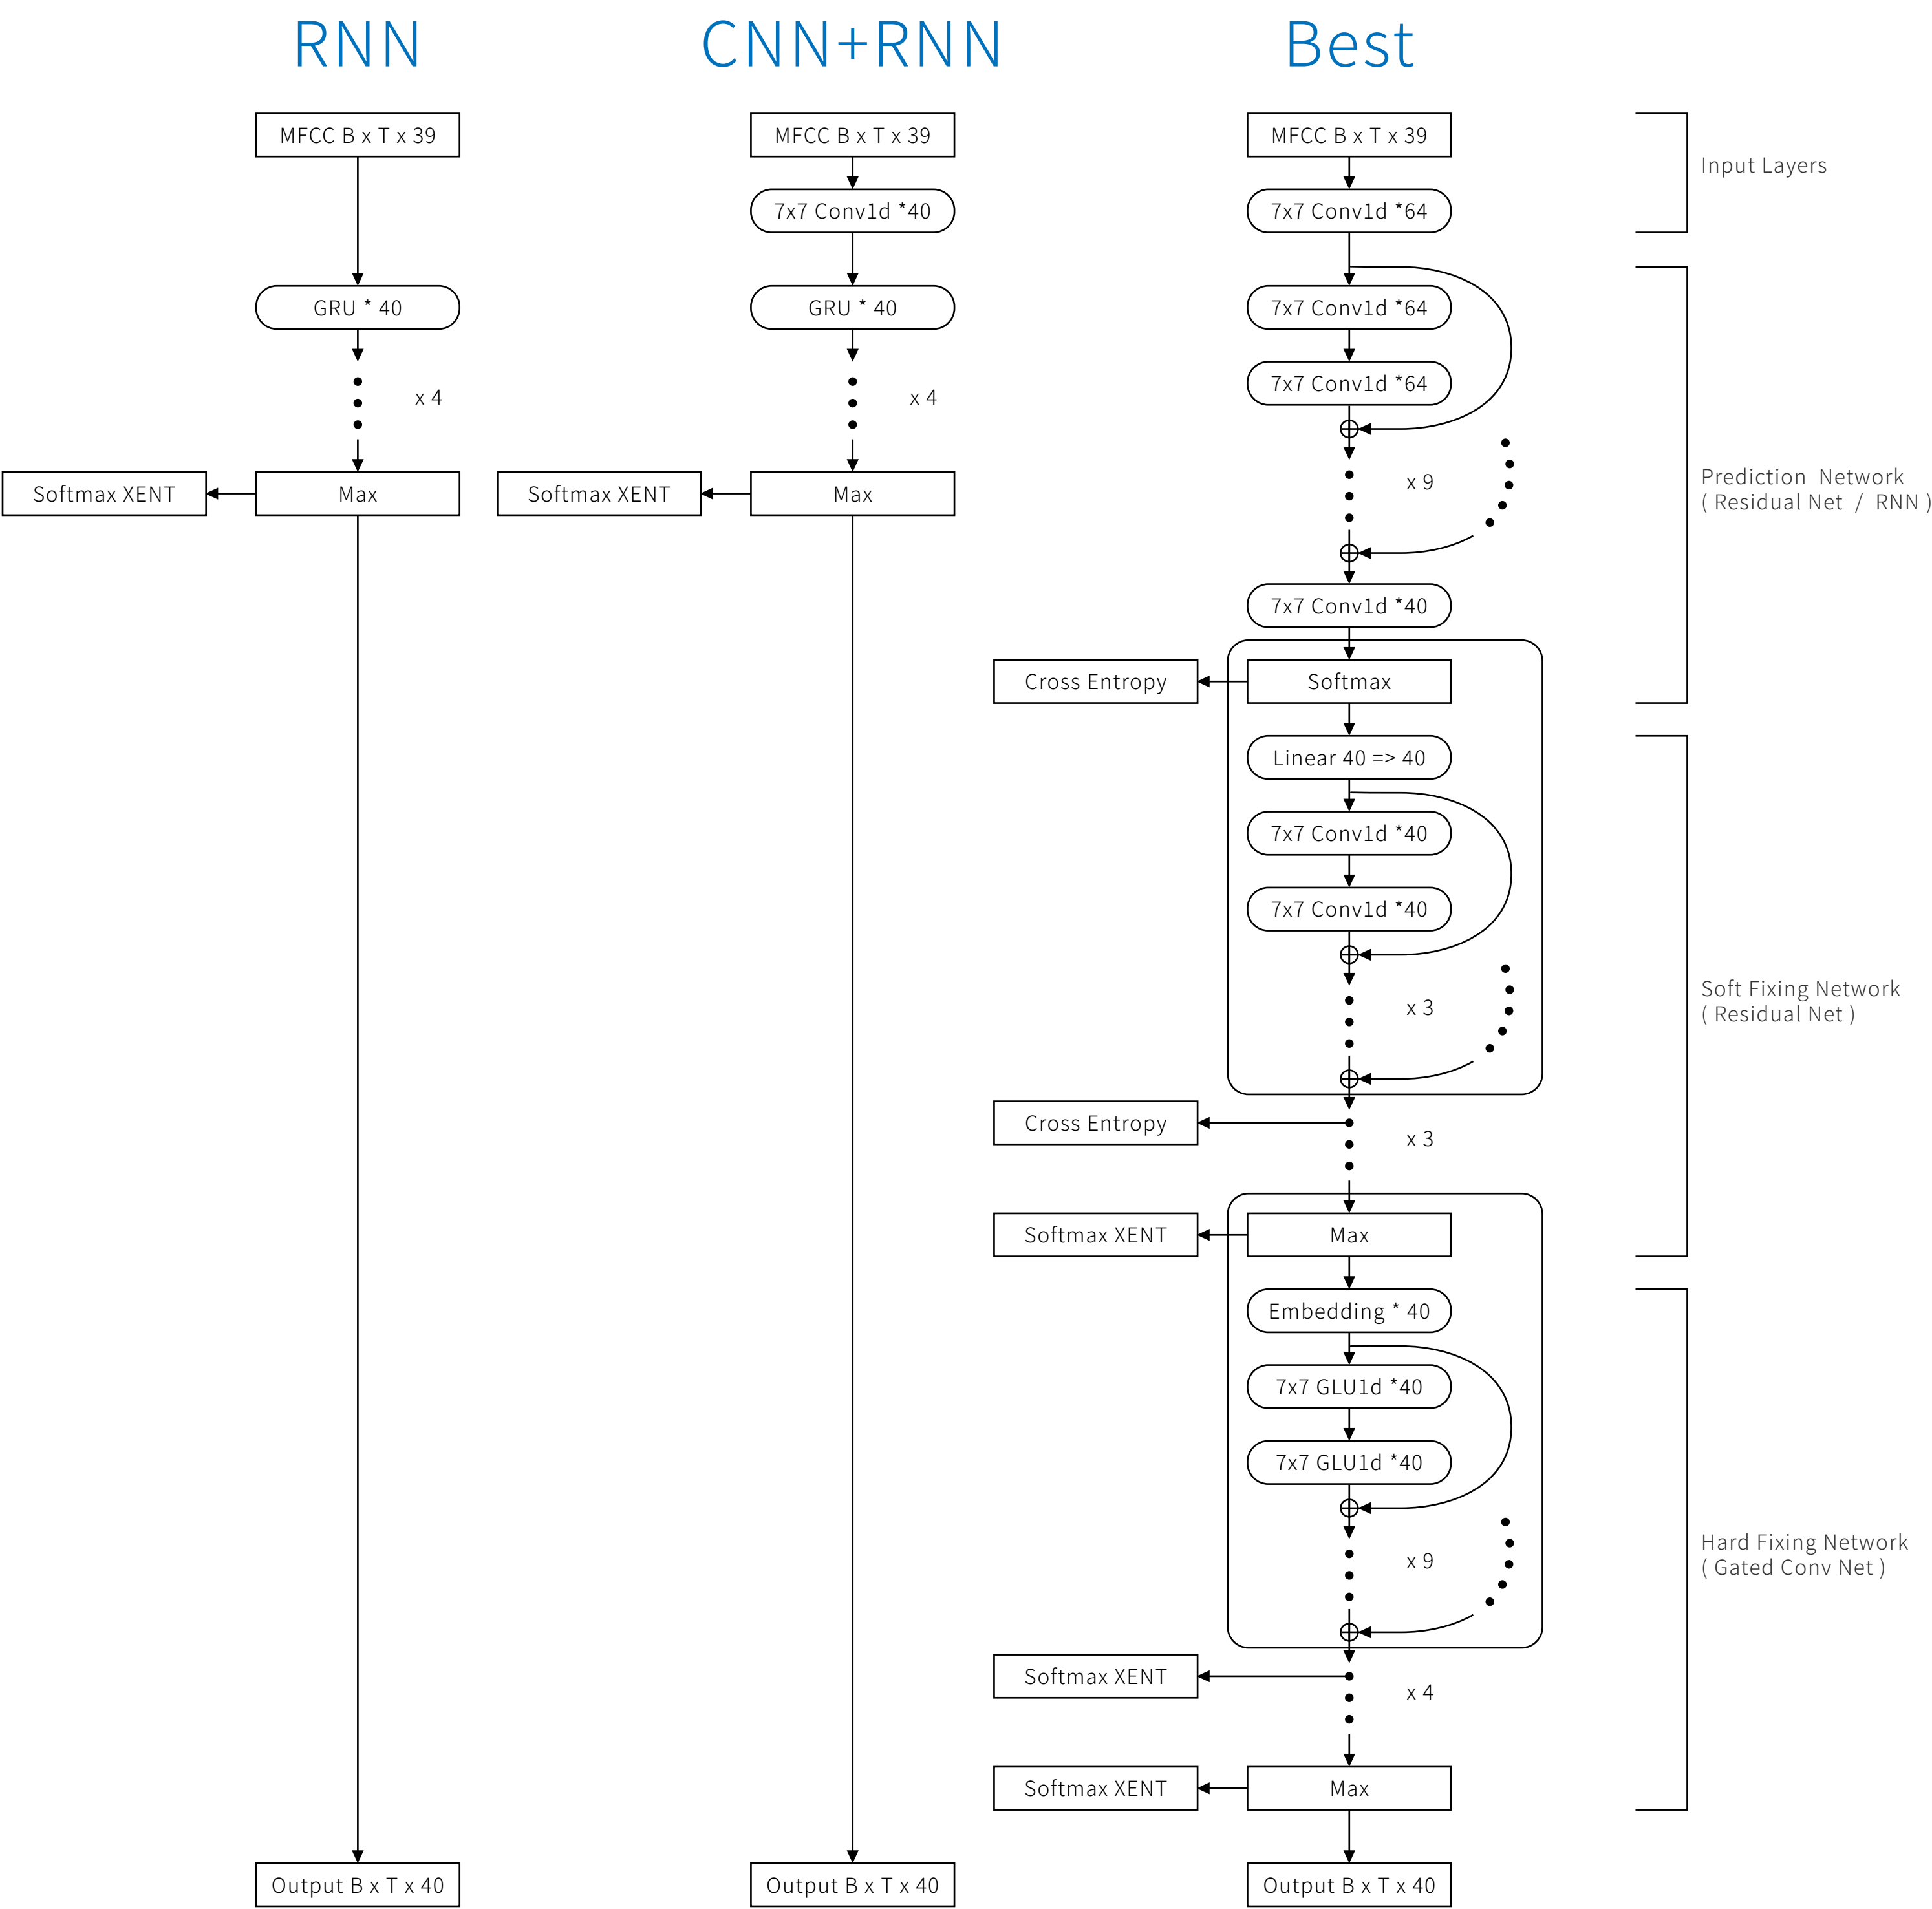 RNN
MFCC B x T x 39
GRU * 40
x 4
Softmax XENT
Max
Output B x T x 40
CNN+RNN
MFCC B x T x 39
7x7 Conv1d *40
GRU * 40
x 4
Softmax XENT
Max
Output B x T x 40
Best
MFCC B x T x 39
7x7 Conv1d *64
7x7 Conv1d *64
7x7 Conv1d *64
x 9
7x7 Conv1d *40
Cross Entropy
Softmax
Linear 40 => 40
7x7 Conv1d *40
7x7 Conv1d *40
x 3
Cross Entropy
x 3
Softmax XENT
Max
Embedding * 40
7x7 GLU1d *40
7x7 GLU1d *40
x 9
Softmax XENT
x 4
Softmax XENT
Max
Output B x T x 40
Input Layers
Prediction Network
( Residual Net / RNN )
Soft Fixing Network
( Residual Net )
Hard Fixing Network
( Gated Conv Net )